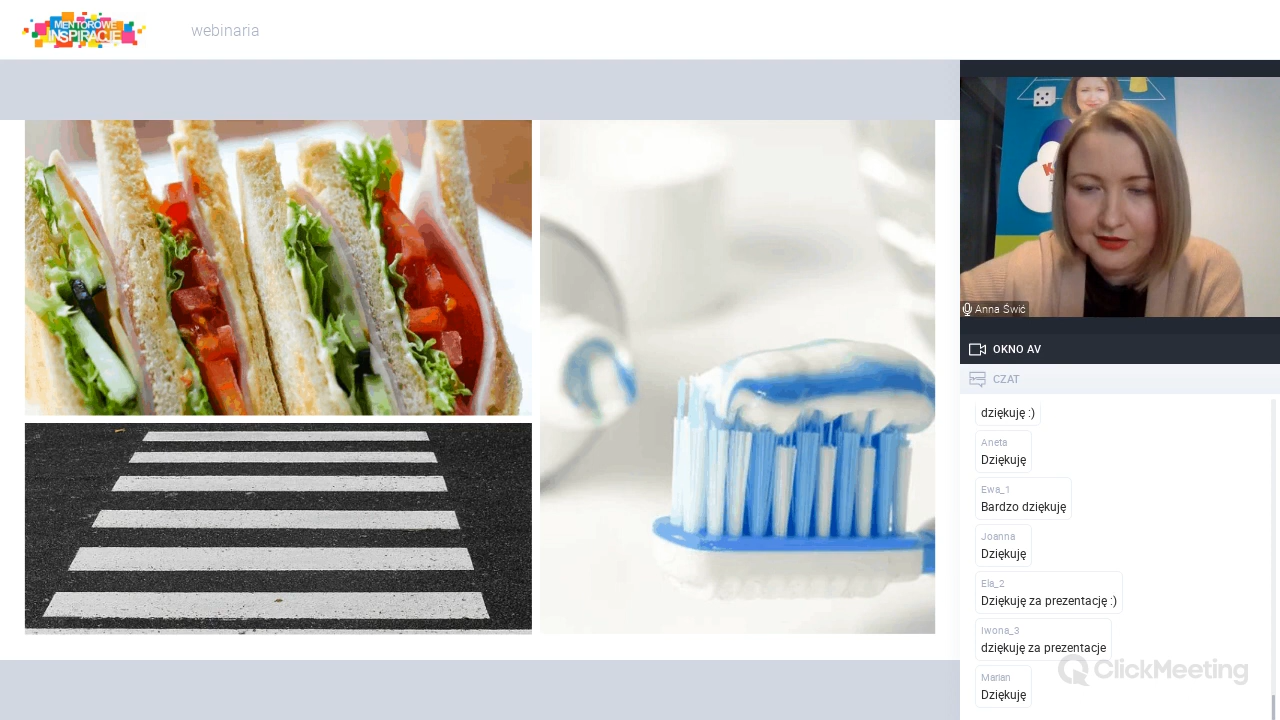 MENTOROWE
INSPIRACJE
webinaria
Anna Świć
OKNO AV
CZAT
dziękuję :)
Aneta
Dziękuję
Ewa_1
Bardzo dziękuję
Joanna
Dziękuję
Ela_2
Dziękuję za prezentację :)
Iwona_3
dziękuję za prezentacje
Marian
Dziękuję
ClickMeeting